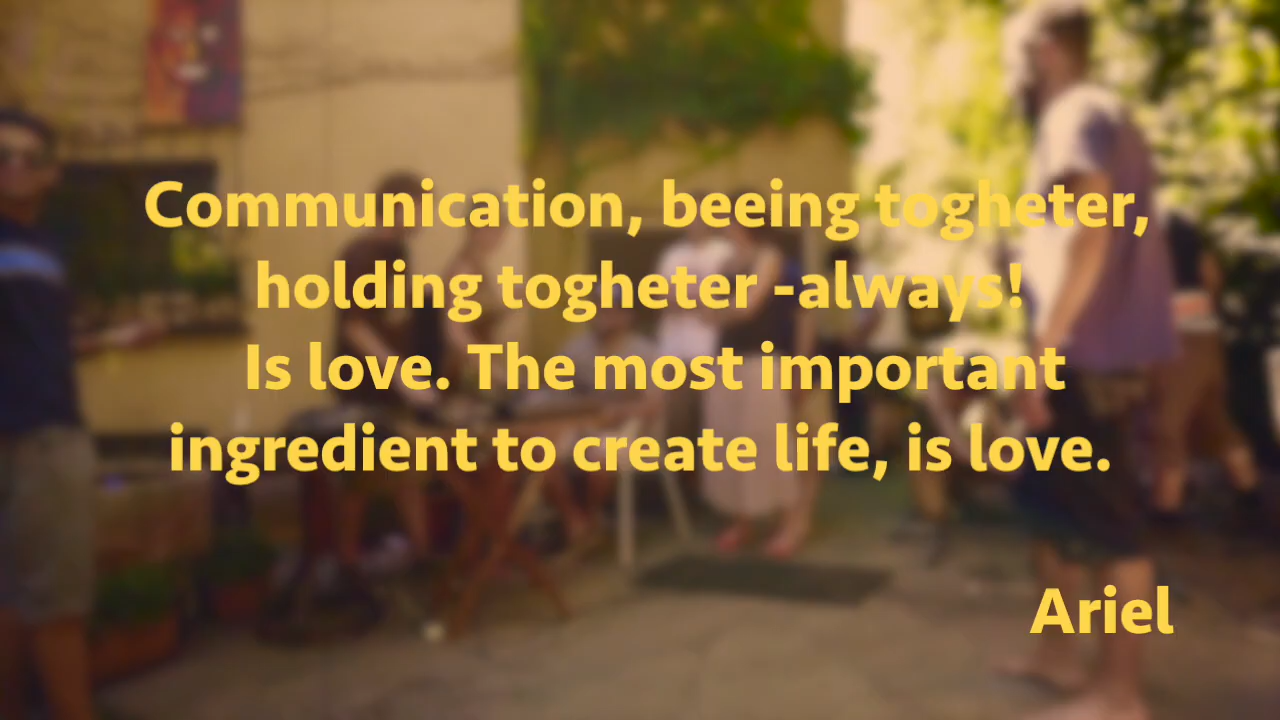 Communication, beeing togheter,
holding togheter -always!
Is love. The most important
ingredient to create life, is love.
Ariel